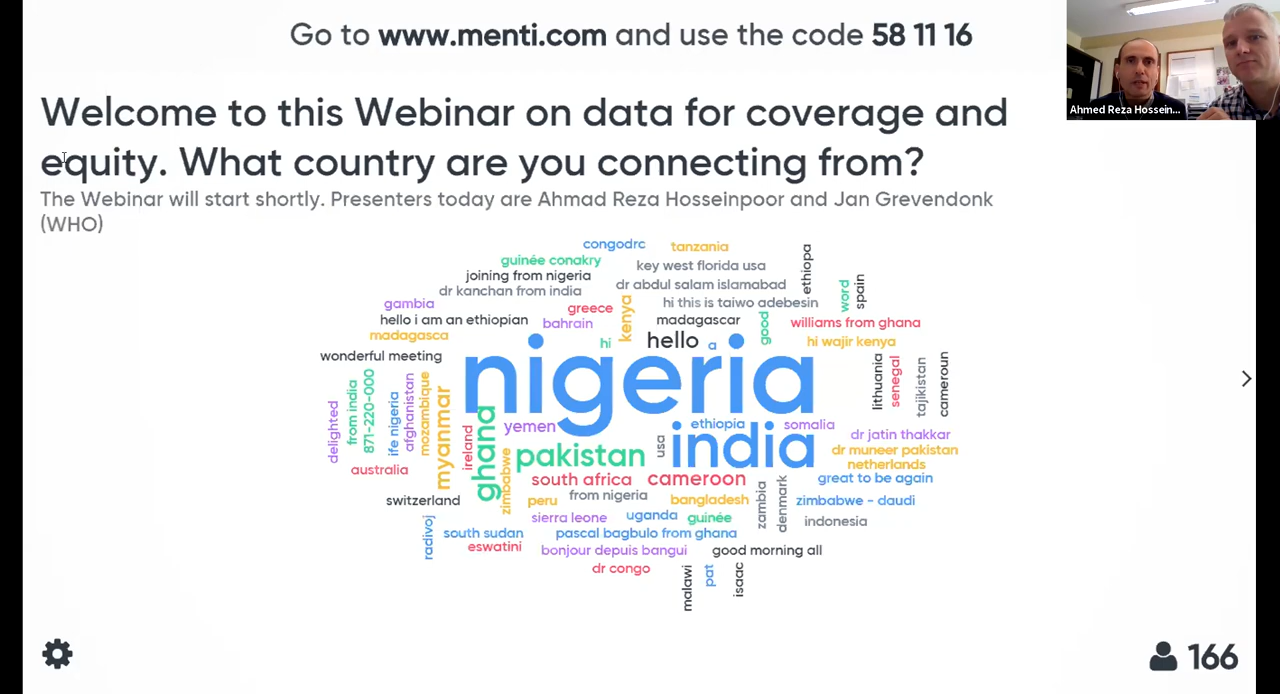 Go to www.menti.com and use the code 58 11 16
Ahmed Reza Hossein...
Welcome to this Webinar on data for coverage and
equity. What country are you connecting from?
The Webinar will start shortly. Presenters today are Ahmad Reza Hosseinpoor and Jan Grevendonk
(WHO)
congodrc
tanzania
guinée conakry
key west florida usa
ethiopa
joining from nigeria
dr abdul salam islamabad
dr kanchan from india
hi this is taiwo adebesin
word
spain
gambia
greece
kenya
hello i am an ethiopian
bahrain
madagascar
good
williams from ghana
madagasca
hi
hello
a
hi wajir kenya
wonderful meeting
nigeria
lithuania
senegal
tajikistan
cameroun
delighted
from india
871-220-000
ife nigeria
afghanistan
mozambique
myanmar
ireland
ghana
zimbabwe
yemen
ethiopia
somalia
pakistan
usa
india
dr jatin thakkar
dr muneer pakistan
netherlands
australia
south africa
cameroon
great to be again
switzerland
peru
from nigeria
bangladesh
zambia
denmark
zimbabwe - daudi
sierra leone
uganda
guinée
indonesia
radivoj
south sudan
pascal bagbulo from ghana
eswatini
bonjour depuis bangui
good morning all
dr congo
malawi
pat
isaac
166